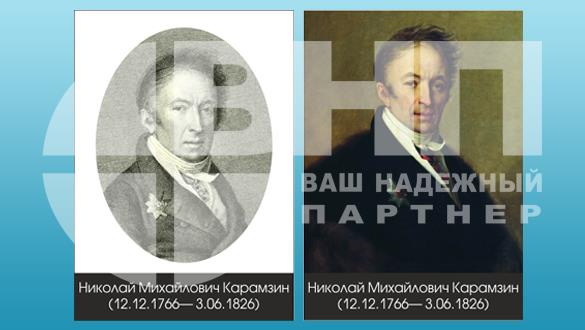 ВНП
ВАШ НАДЕЖНЫЙ
ПАРТНЕР
Николай Михайлович Карамзин
(12.12.1766— 3.06.1826)
Николай Михайлович Карамзин
(12.12.1766— 3.06.1826)